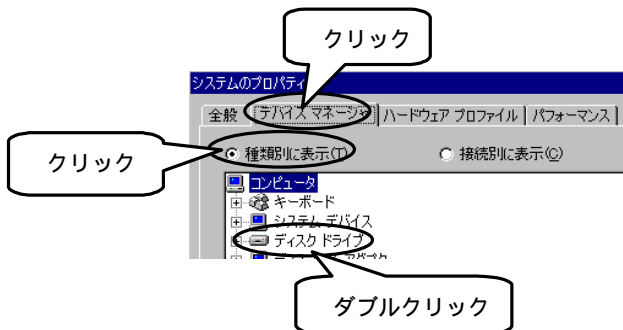 クリック
システムのプロパティ
全般 デバイス マネージャ ハードウェア プロファイル パフォーマンス
クリック
種類別に表示(T) 接続別に表示(C)
コンピュータ
キーボード
システム デバイス
ディスク ドライブ
ダブルクリック